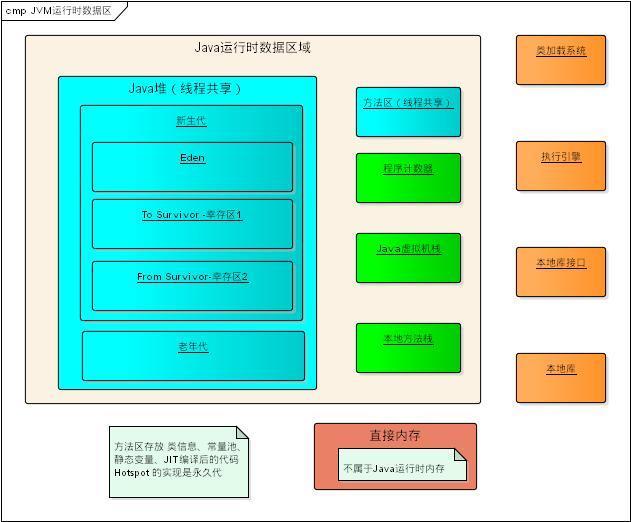 cmp JVM运行时数据区
Java运行时数据区域
Java堆（线程共享）
新生代
Eden
To Survivor -幸存区1
From Survivor-幸存区2
老年代
方法区（线程共享）
程序计数器
Java虚拟机栈
本地方法栈
类加载系统
执行引擎
本地库接口
本地库
方法区存放 类信息、常量池、
静态变量、JIT编译后的代码
Hotspot 的实现是永久代
直接内存
不属于Java运行时内存